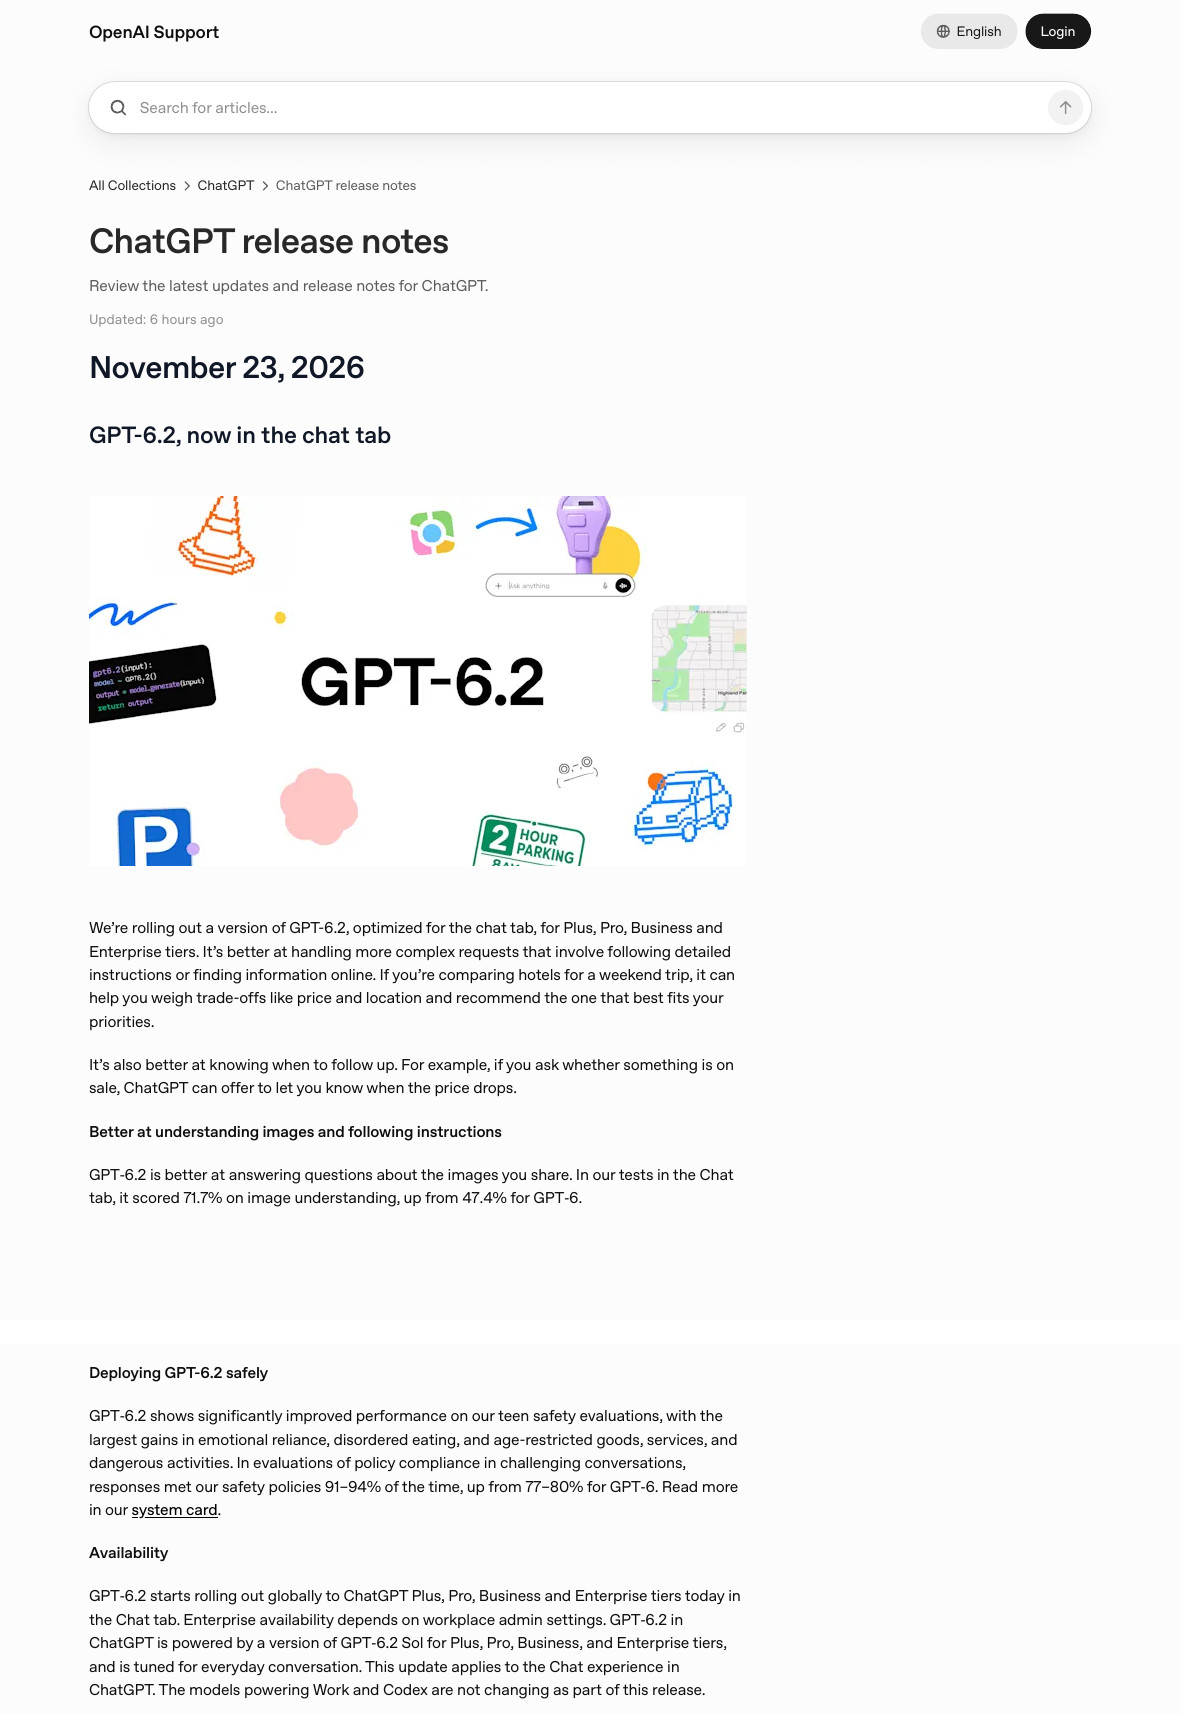 OpenAI Support
English
Login
Search for articles...
All Collections
ChatGPT
ChatGPT release notes
ChatGPT release notes
Review the latest updates and release notes for ChatGPT.
Updated: 6 hours ago
November 23, 2026
GPT-6.2, now in the chat tab
Ask anything
gpt6.2(input):
model - GPT6.2()
output = model.generate(input)
return output
GPT-6.2
Highland
P
2 HOUR
PARKING
We’re rolling out a version of GPT-6.2, optimized for the chat tab, for Plus, Pro, Business and
Enterprise tiers. It’s better at handling more complex requests that involve following detailed
instructions or finding information online. If you’re comparing hotels for a weekend trip, it can
help you weigh trade-offs like price and location and recommend the one that best fits your
priorities.
It’s also better at knowing when to follow up. For example, if you ask whether something is on
sale, ChatGPT can offer to let you know when the price drops.
Better at understanding images and following instructions
GPT-6.2 is better at answering questions about the images you share. In our tests in the Chat
tab, it scored 71.7% on image understanding, up from 47.4% for GPT-6.
Deploying GPT-6.2 safely
GPT-6.2 shows significantly improved performance on our teen safety evaluations, with the
largest gains in emotional reliance, disordered eating, and age-restricted goods, services, and
dangerous activities. In evaluations of policy compliance in challenging conversations,
responses met our safety policies 91–94% of the time, up from 77–80% for GPT-6. Read more
in our system card.
Availability
GPT-6.2 starts rolling out globally to ChatGPT Plus, Pro, Business and Enterprise tiers today in
the Chat tab. Enterprise availability depends on workplace admin settings. GPT-6.2 in
ChatGPT is powered by a version of GPT-6.2 Sol for Plus, Pro, Business, and Enterprise tiers,
and is tuned for everyday conversation. This update applies to the Chat experience in
ChatGPT. The models powering Work and Codex are not changing as part of this release.